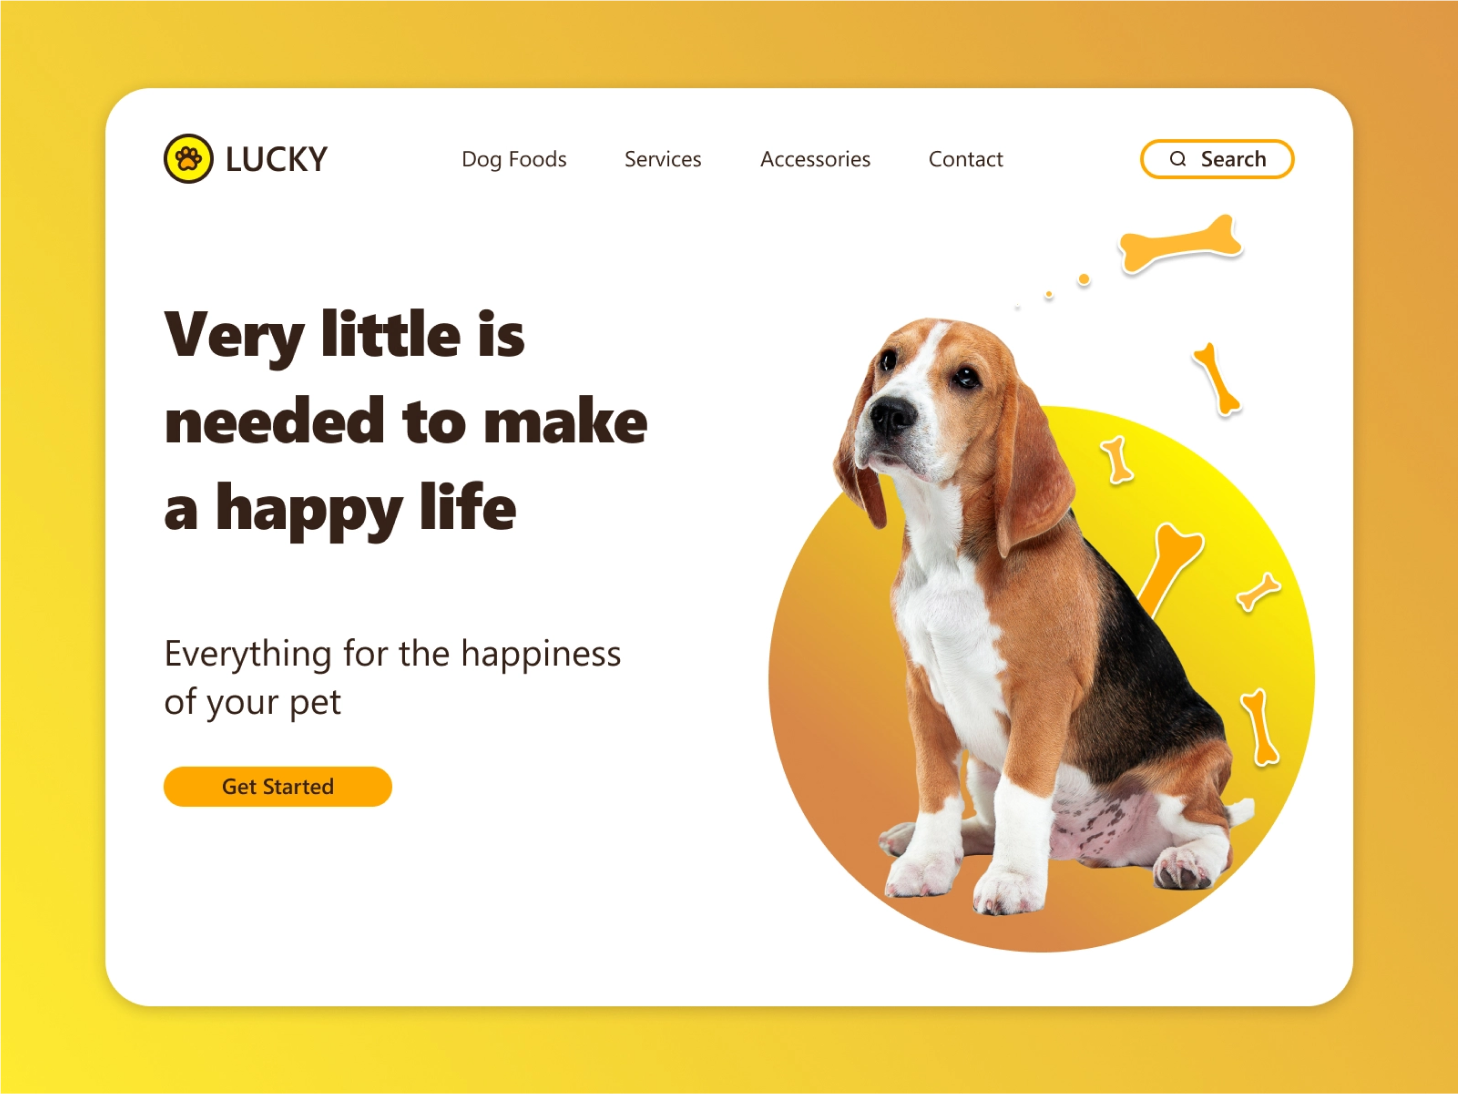 LUCKY
Dog Foods
Services
Accessories
Contact
Search
Very little is
needed to make
a happy life
Everything for the happiness
of your pet
Get Started